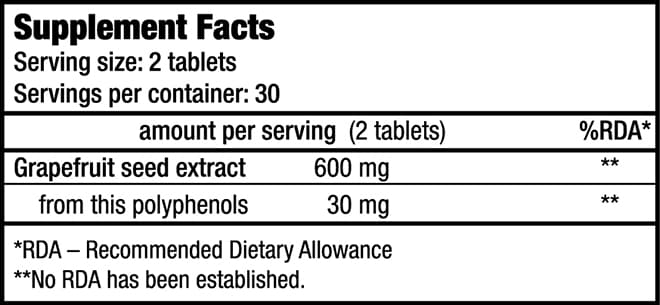 Supplement Facts
Serving size: 2 tablets
Servings per container: 30
amount per serving (2 tablets) %RDA*
Grapefruit seed extract 600 mg **
from this polyphenols 30 mg **
*RDA – Recommended Dietary Allowance
**No RDA has been established.